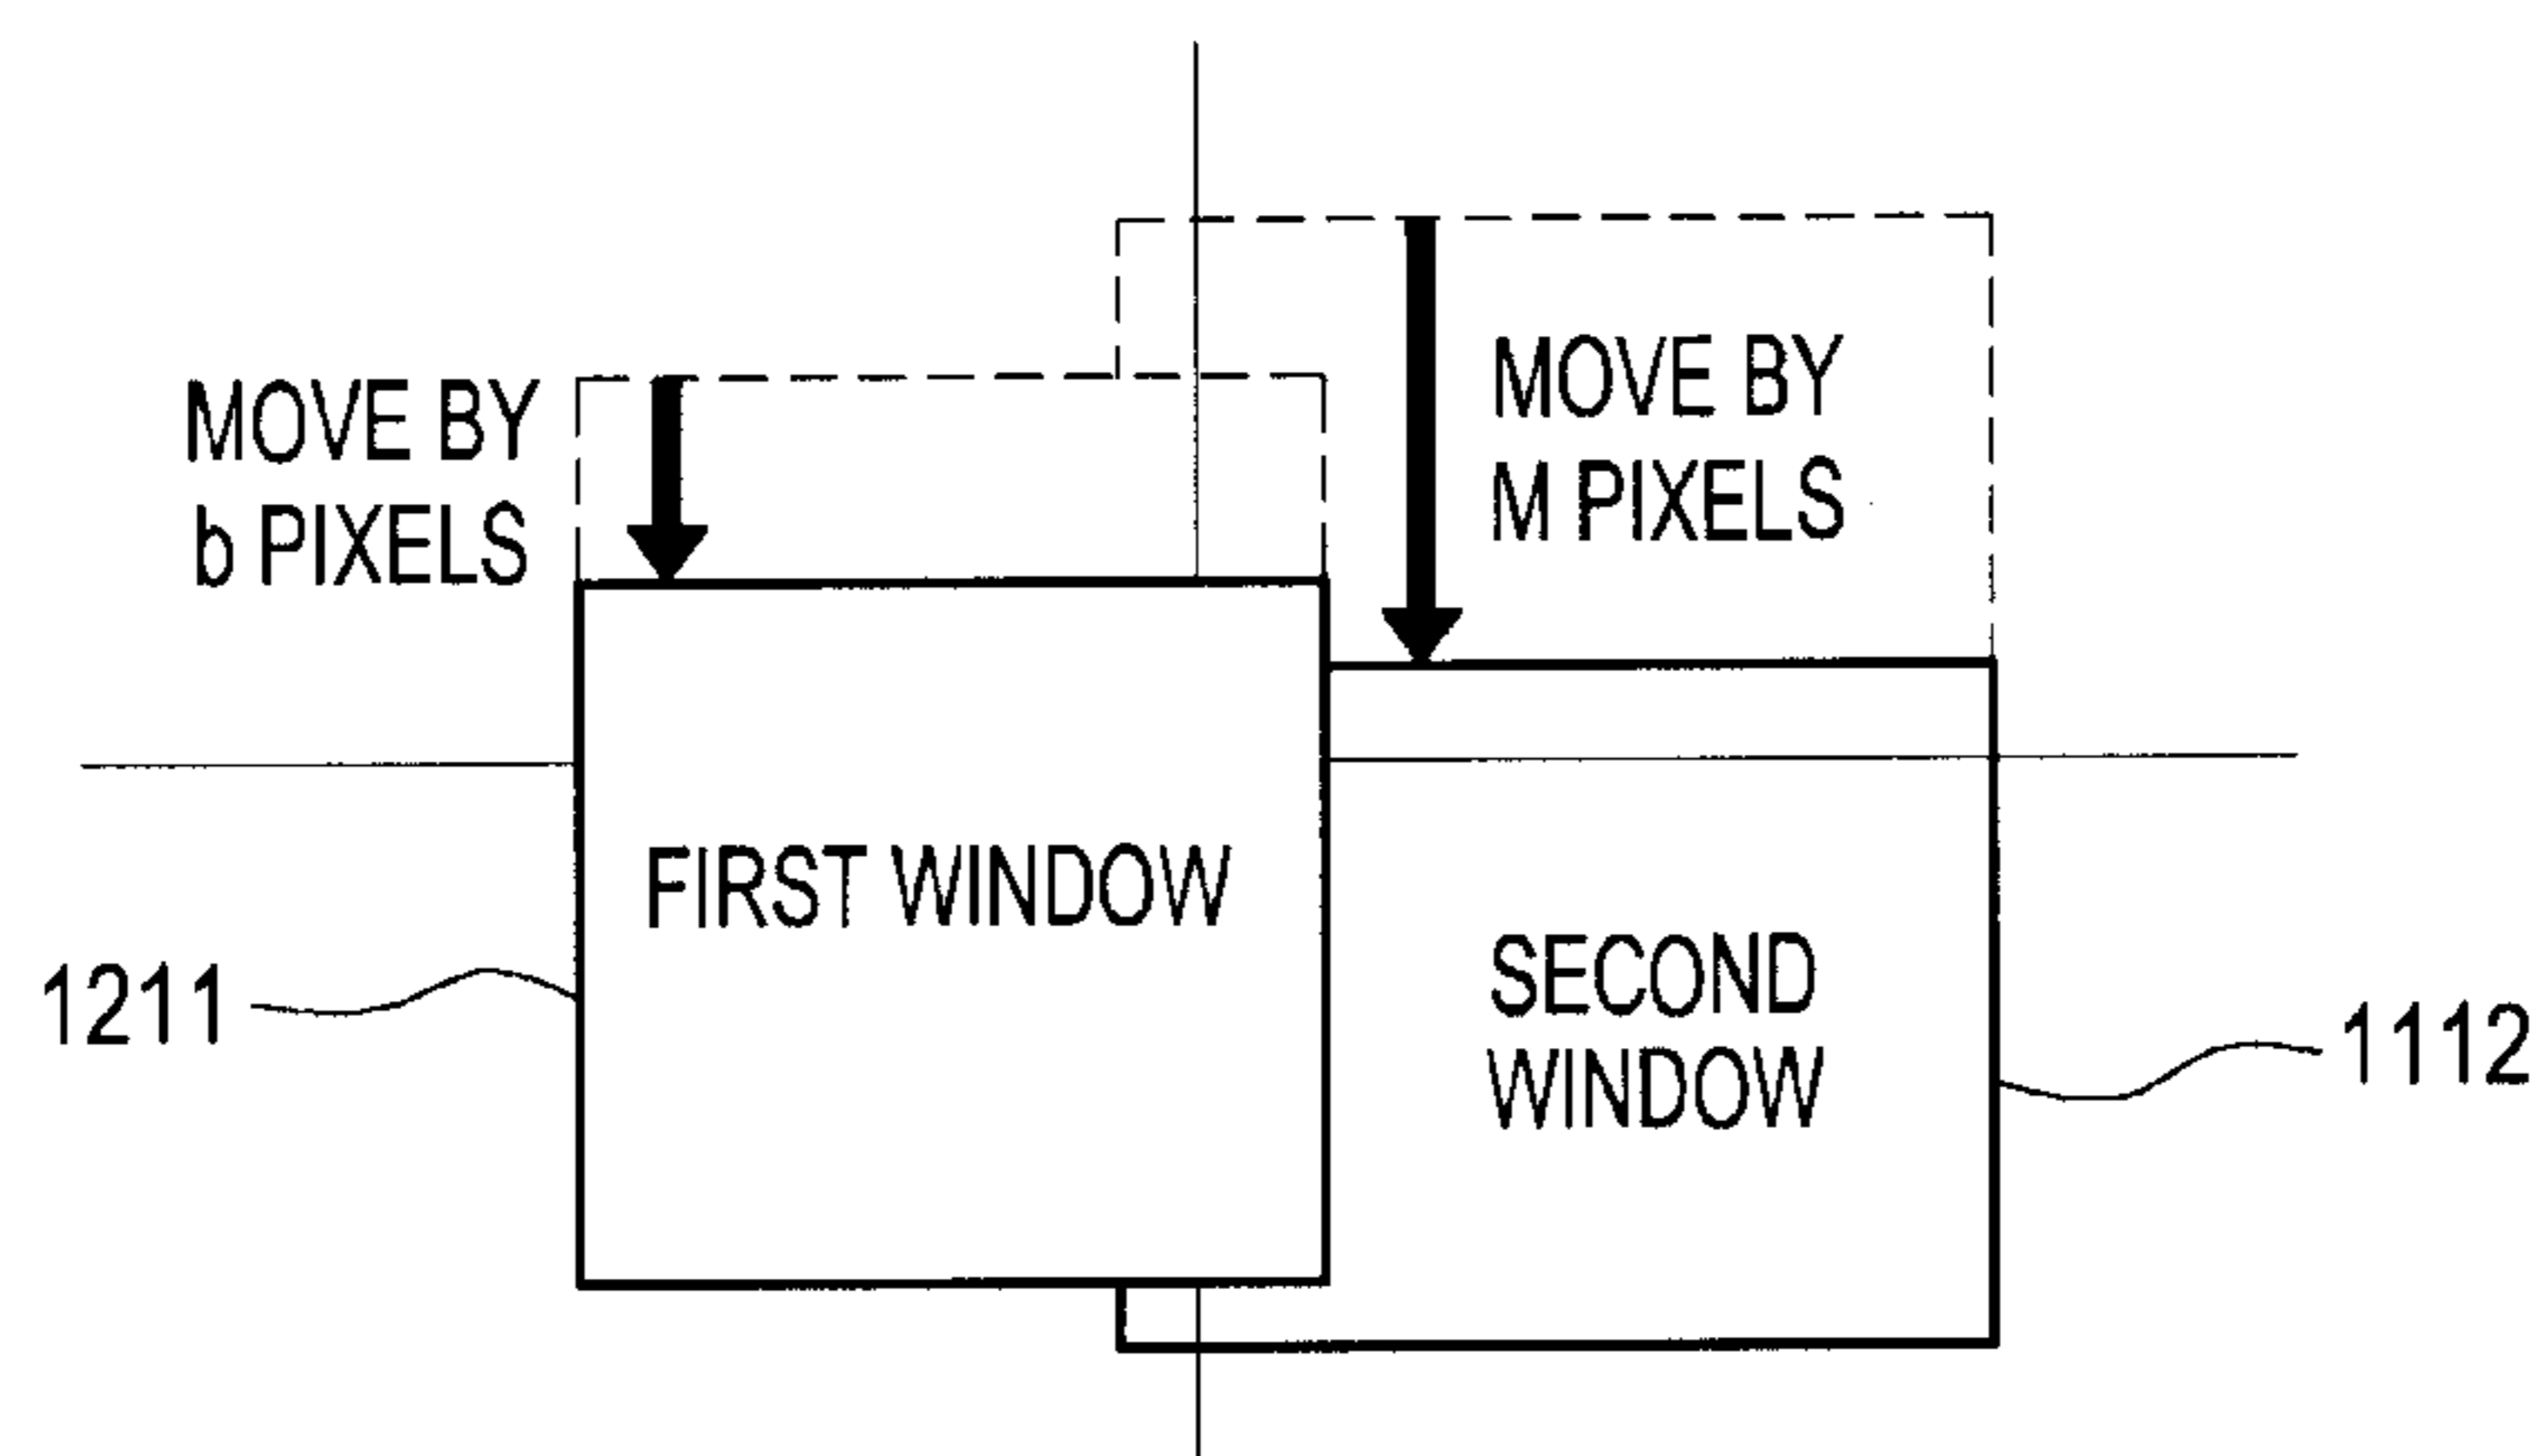 MOVE BY
b PIXELS
MOVE BY
M PIXELS
FIRST WINDOW
SECOND
WINDOW
1211
1112